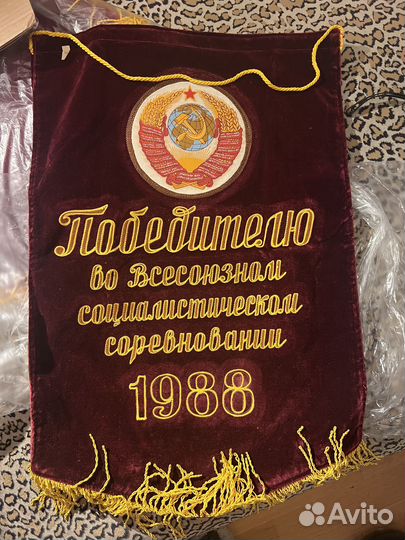 Победителю
во Всесоюзном
социалистическом
соревновании
1988
Avito